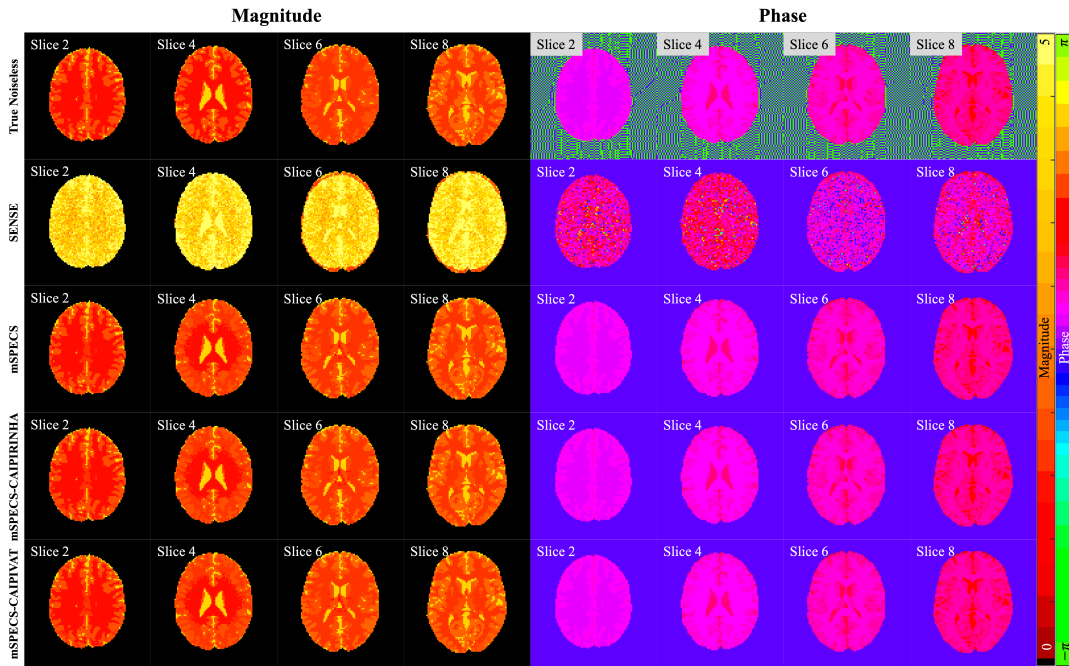 Magnitude
Phase
True Noiseless
Slice 2
Slice 4
Slice 6
Slice 8
Slice 2
Slice 4
Slice 6
Slice 8
SENSE
Slice 2
Slice 4
Slice 6
Slice 8
Slice 2
Slice 4
Slice 6
Slice 8
mSPECS
Slice 2
Slice 4
Slice 6
Slice 8
Slice 2
Slice 4
Slice 6
Slice 8
mSPECS-CAIPIRINHA
Slice 2
Slice 4
Slice 6
Slice 8
Slice 2
Slice 4
Slice 6
Slice 8
mSPECS-CAIPIVAT
Slice 2
Slice 4
Slice 6
Slice 8
Slice 2
Slice 4
Slice 6
Slice 8
5
Magnitude
0
π
Phase
−π